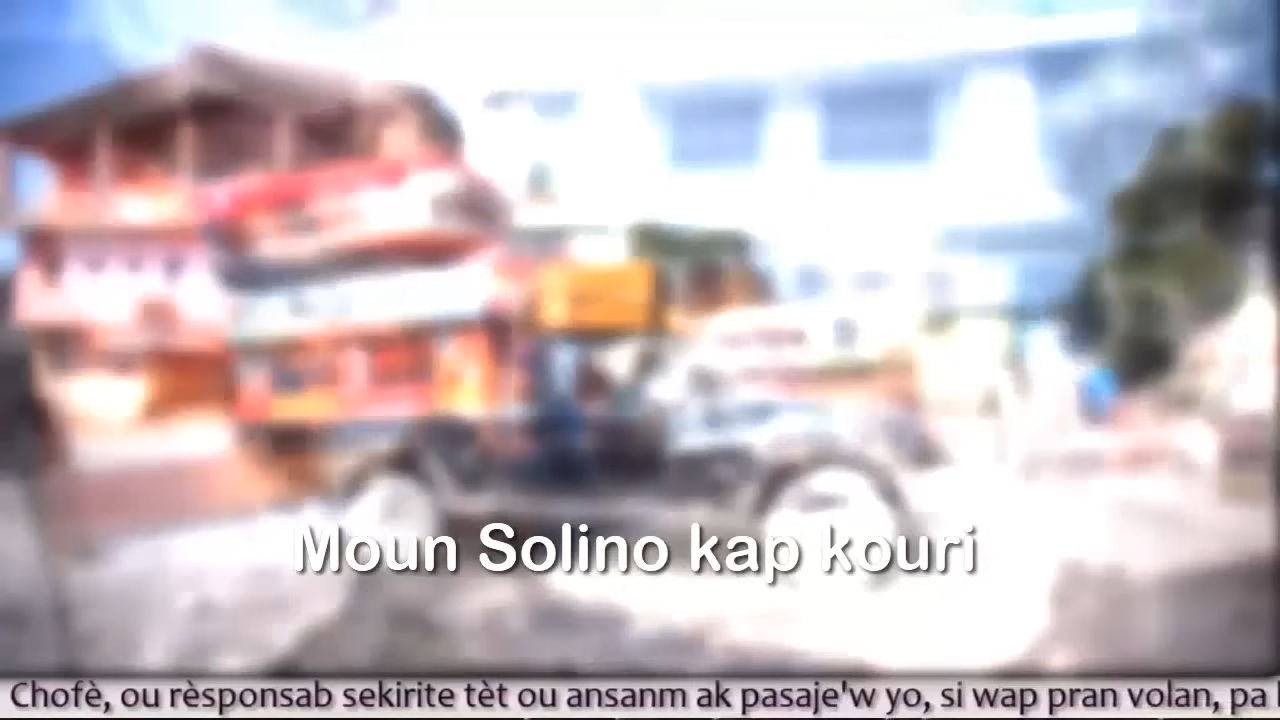 Moun Solino kap kouri
Chofè, ou rèsponsab sekirite tèt ou ansanm ak pasaje'w yo, si wap pran volan, pa